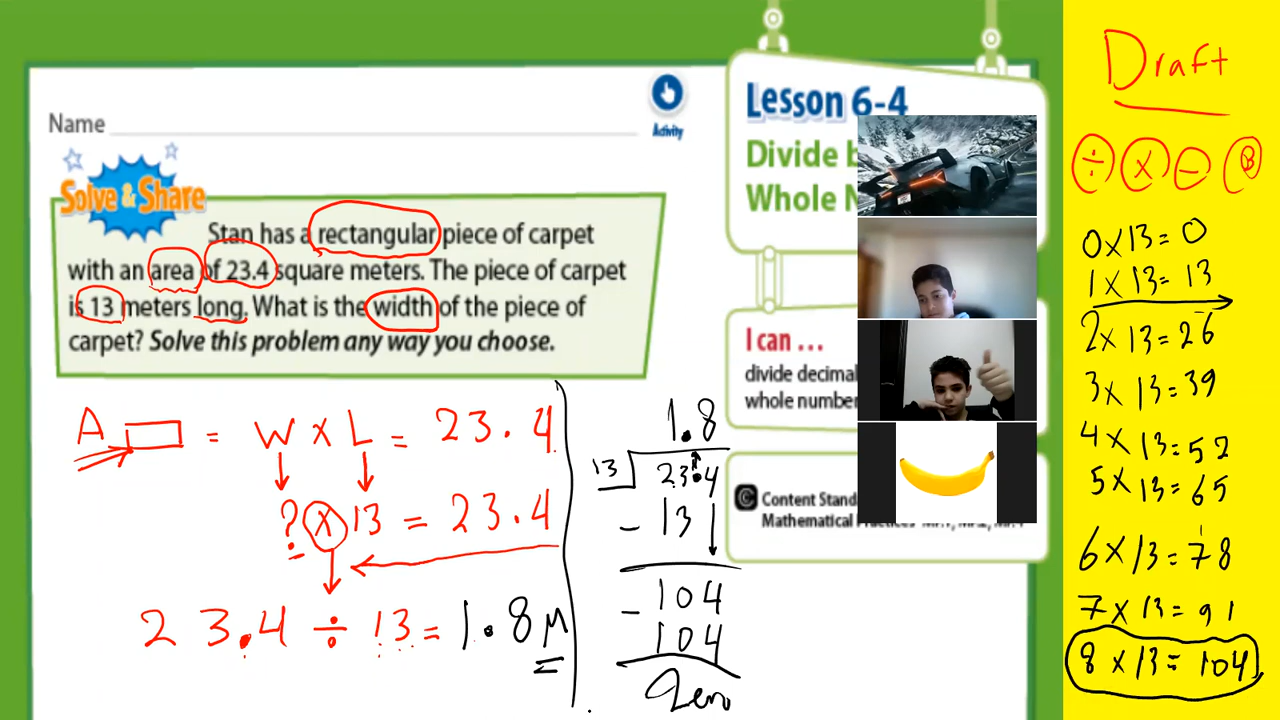 Name
Activity
Solve & Share
Stan has a rectangular piece of carpet
with an area of 23.4 square meters. The piece of carpet
is 13 meters long. What is the width of the piece of
carpet? Solve this problem any way you choose.
Lesson 6-4
Divide b
Whole N
I can ...
divide decimal
whole number
C Content Stand
Mathematical Practices
A = W x L = 23.4
? x 13 = 23.4
23.4 ÷ 13 = 1.8 M
1.8
13 23.4
- 13
104
- 104
Zero
Draft
÷ x -
0 x 13 = 0
1 x 13 = 13
2 x 13 = 26
3 x 13 = 39
4 x 13 = 52
5 x 13 = 65
6 x 13 = 78
7 x 13 = 91
8 x 13 = 104